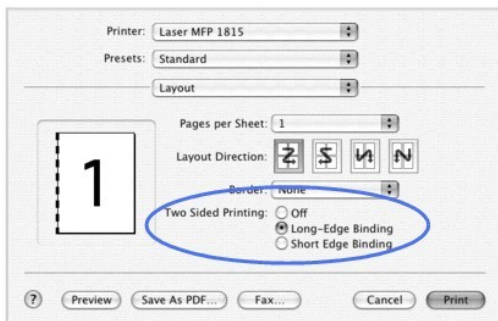 Printer: Laser MFP 1815
Presets: Standard
Layout
Pages per Sheet: 1
Layout Direction:
Border: None
Two Sided Printing: Off
Long-Edge Binding
Short Edge Binding
1
? Preview Save As PDF... Fax... Cancel Print